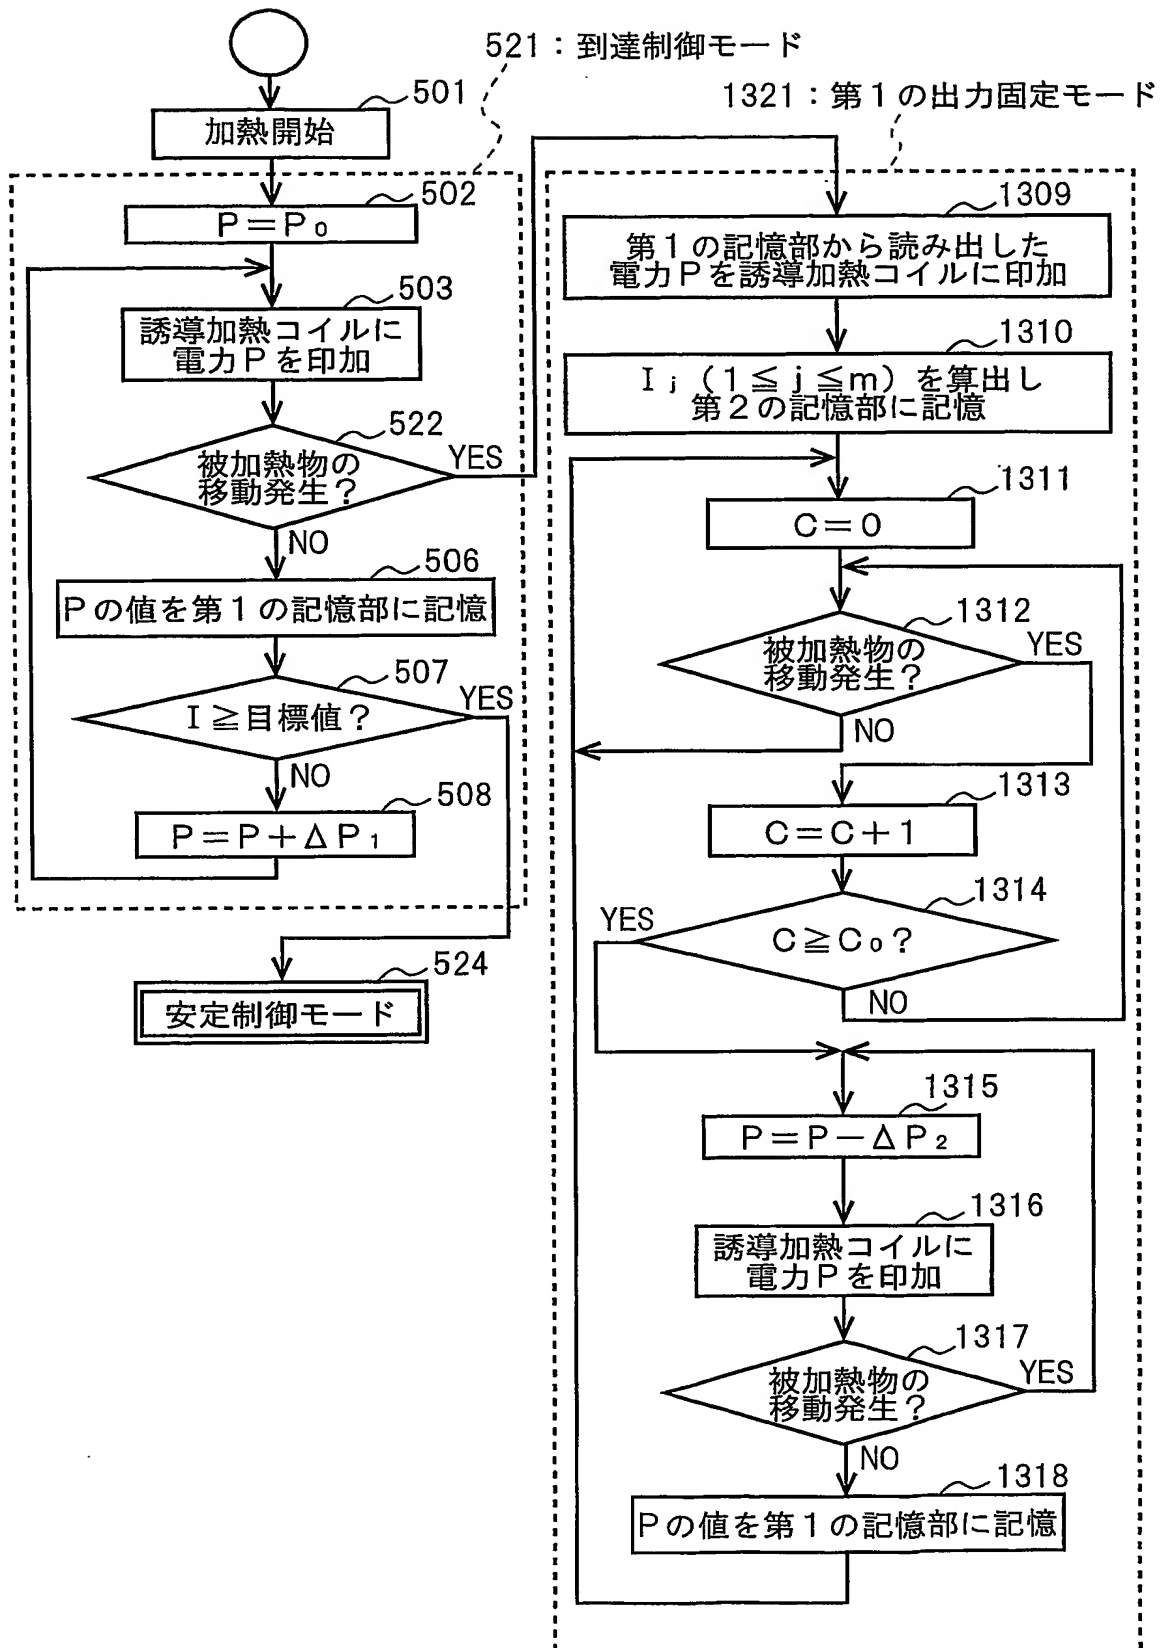 521：到達制御モード
1321：第１の出力固定モード
501
加熱開始
502
Ｐ＝Ｐ₀
503
誘導加熱コイルに
電力Ｐを印加
522
被加熱物の
移動発生？
YES
NO
506
Ｐの値を第１の記憶部に記憶
507
Ｉ≧目標値？
YES
NO
508
Ｐ＝Ｐ＋ΔＰ₁
524
安定制御モード
1309
第１の記憶部から読み出した
電力Ｐを誘導加熱コイルに印加
1310
Ｉⱼ（１≦ｊ≦ｍ）を算出し
第２の記憶部に記憶
1311
Ｃ＝０
1312
被加熱物の
移動発生？
YES
NO
1313
Ｃ＝Ｃ＋１
1314
Ｃ≧Ｃ₀？
YES
NO
1315
Ｐ＝Ｐ－ΔＰ₂
1316
誘導加熱コイルに
電力Ｐを印加
1317
被加熱物の
移動発生？
YES
NO
1318
Ｐの値を第１の記憶部に記憶